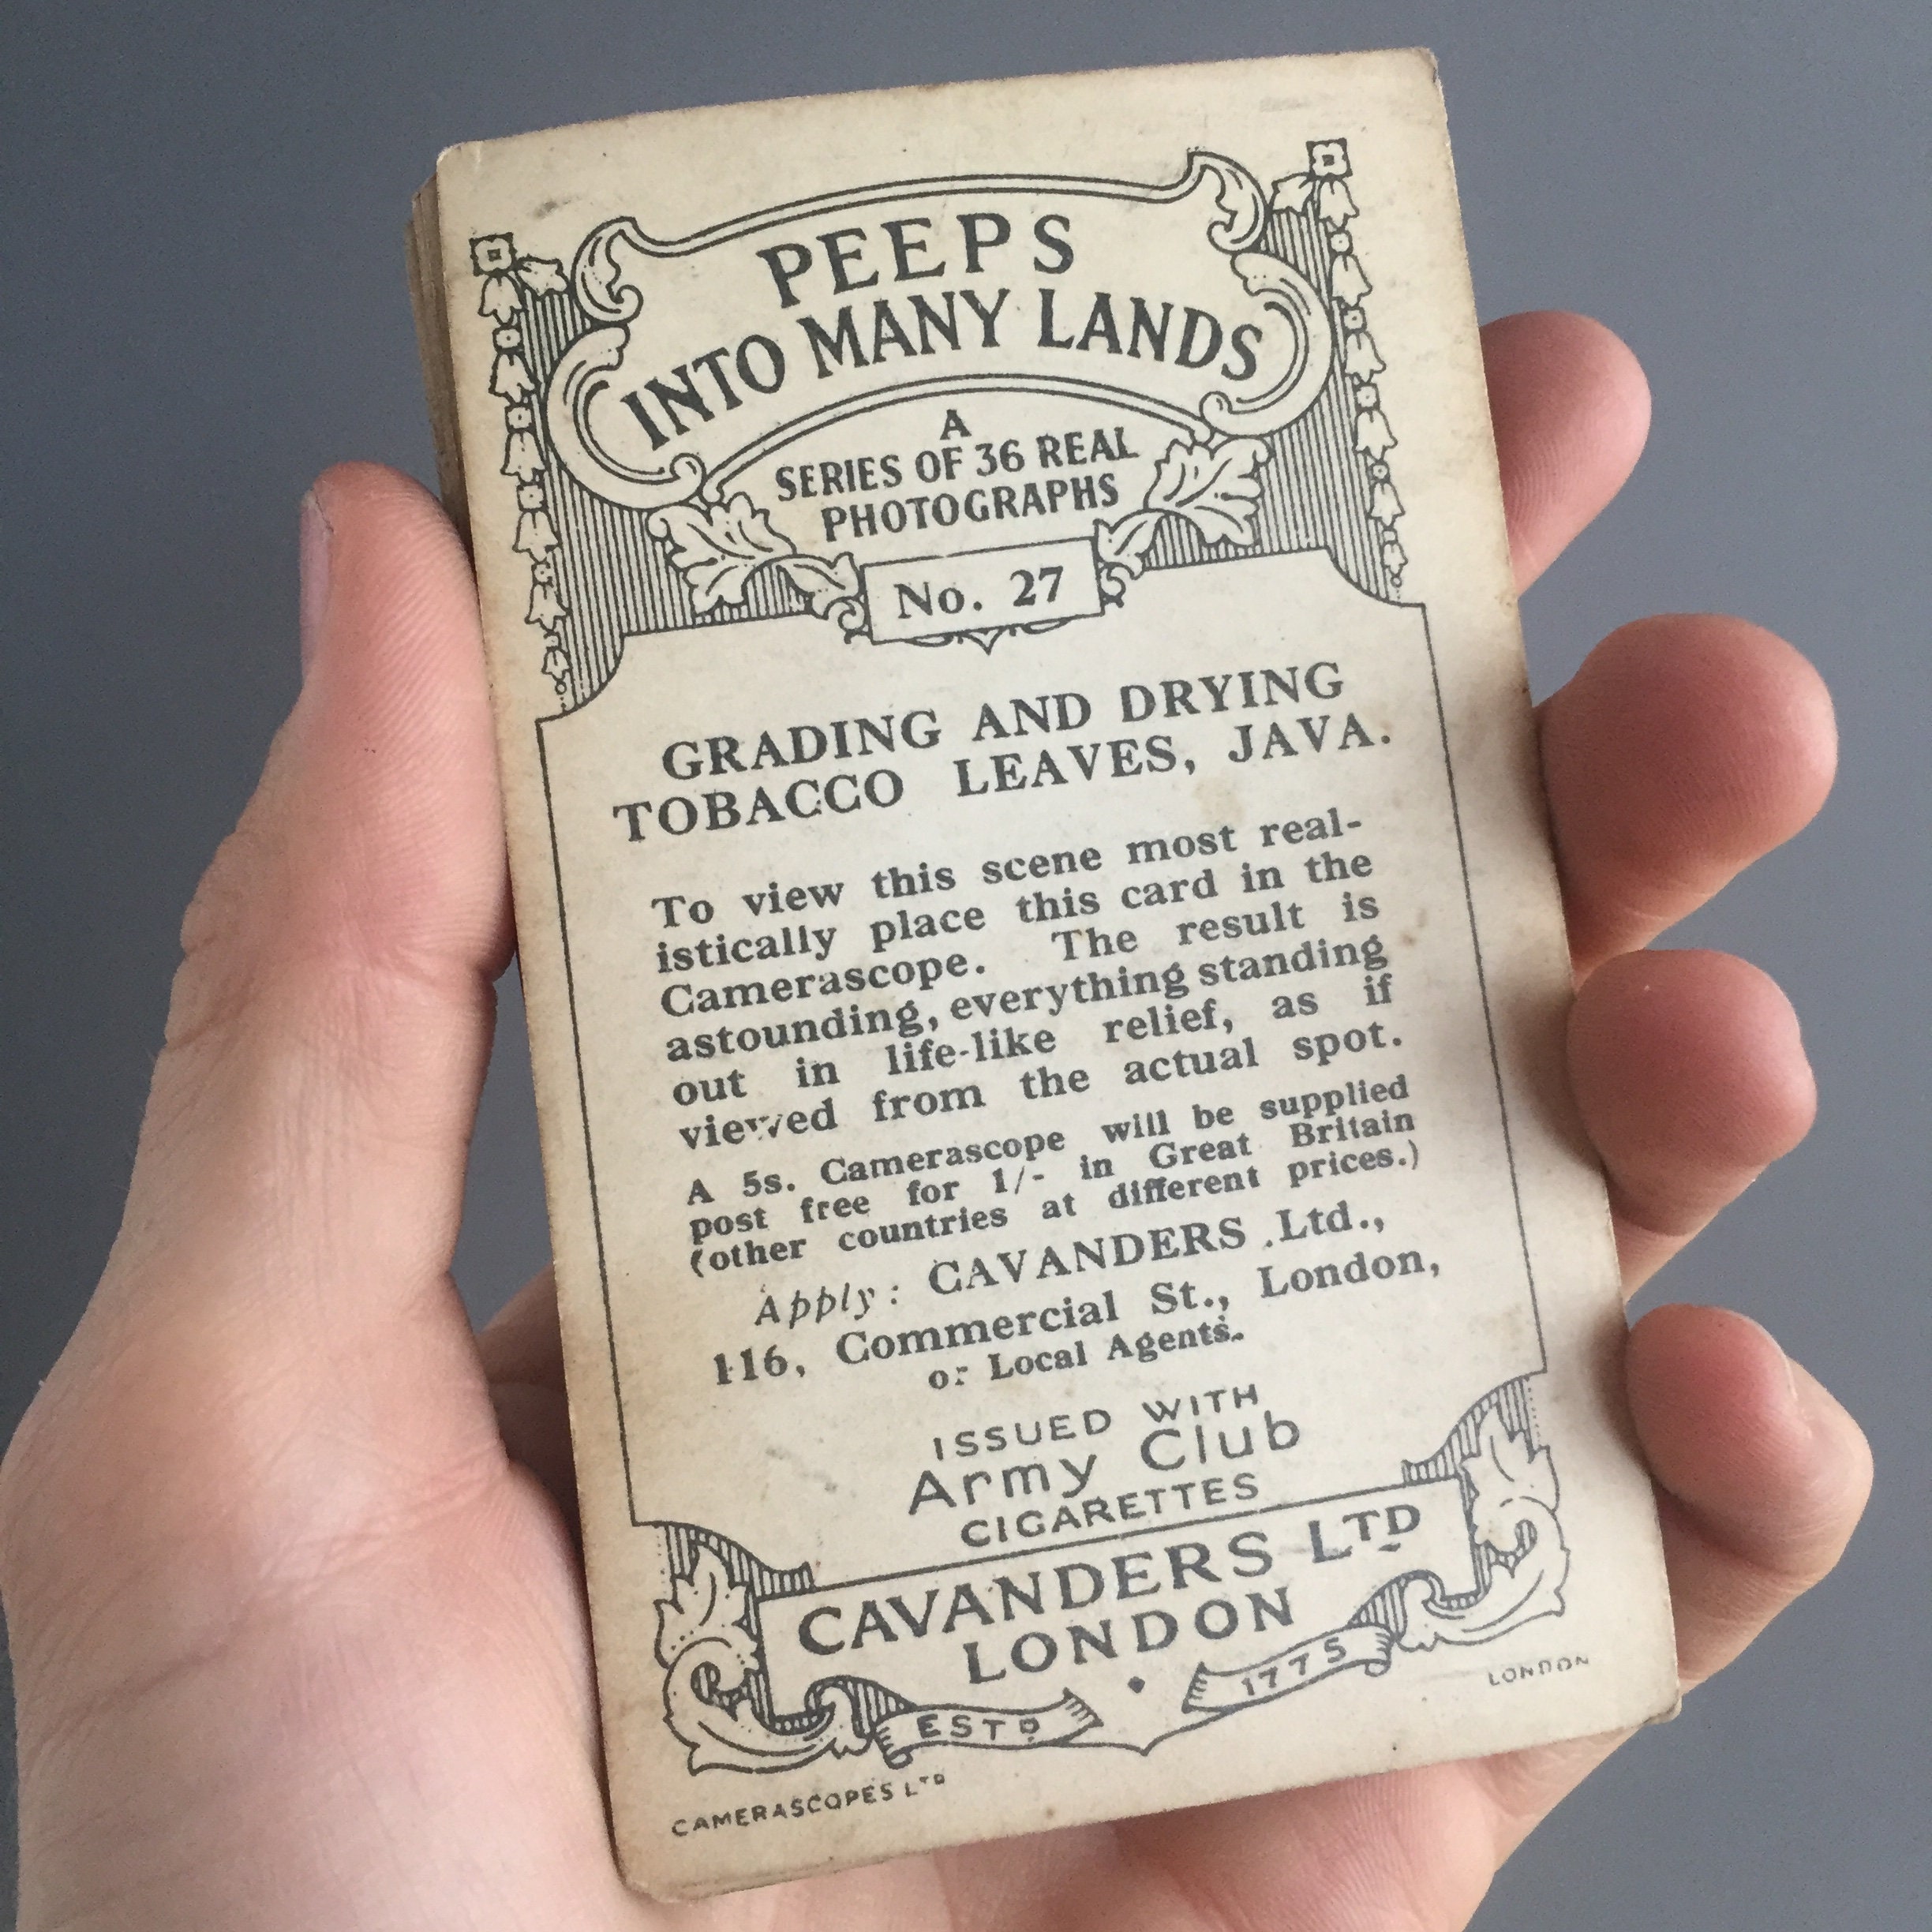 PEEPS
INTO MANY LANDS
A
SERIES OF 36 REAL
PHOTOGRAPHS
No. 27
GRADING AND DRYING
TOBACCO LEAVES, JAVA.
To view this scene most real-
istically place this card in the
Camerascope. The result is
astounding, everything standing
out in life-like relief, as if
viewed from the actual spot.
A 5s. Camerascope will be supplied
post free for 1/- in Great Britain
(other countries at different prices.)
Apply: CAVANDERS Ltd.,
116, Commercial St., London,
or Local Agents.
ISSUED WITH
Army Club
CIGARETTES
CAVANDERS LTD
LONDON
ESTD. 1775
CAMERASCOPES LTD LONDON